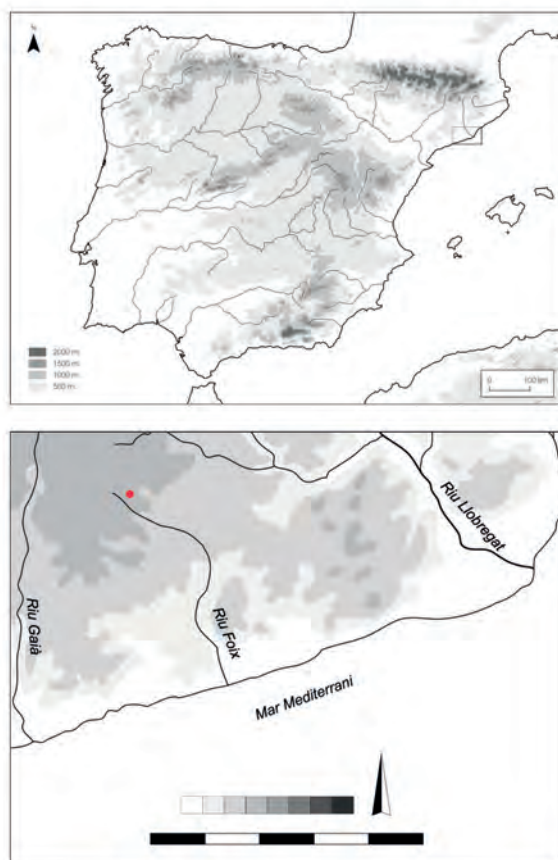 N
2000 m.
1500 m.
1000 m.
500 m.
0 100 km
Riu Gaià
Riu Foix
Riu Llobregat
Mar Mediterrani